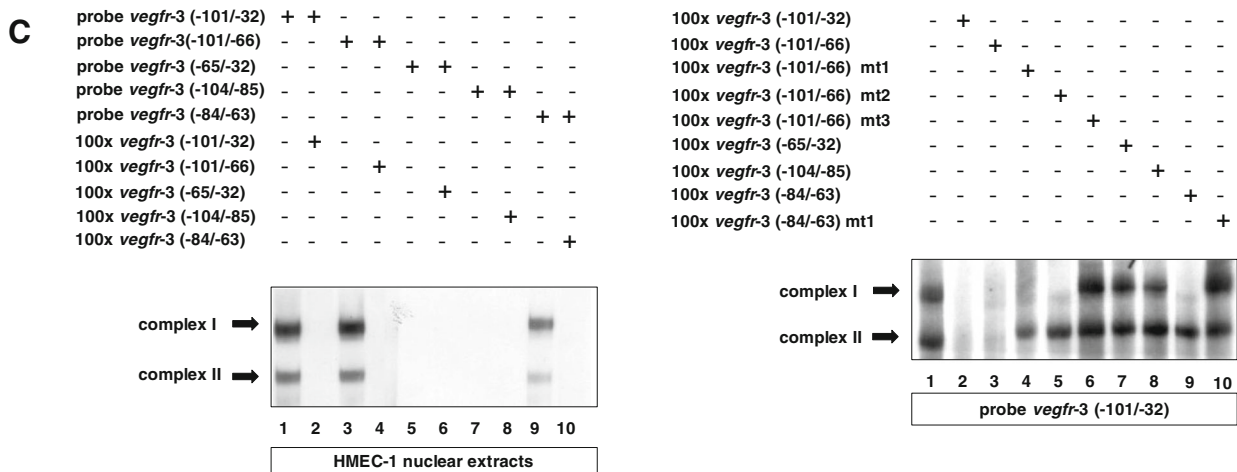 C
probe vegfr-3 (-101/-32) + + - - - - - - - -
probe vegfr-3(-101/-66) - - + + - - - - - -
probe vegfr-3 (-65/-32) - - - - + + - - - -
probe vegfr-3 (-104/-85) - - - - - - + + - -
probe vegfr-3 (-84/-63) - - - - - - - - + +
100x vegfr-3 (-101/-32) - + - - - - - - - -
100x vegfr-3 (-101/-66) - - - + - - - - - -
100x vegfr-3 (-65/-32) - - - - - + - - - -
100x vegfr-3 (-104/-85) - - - - - - - + - -
100x vegfr-3 (-84/-63) - - - - - - - - - +
complex I
complex II
1 2 3 4 5 6 7 8 9 10
HMEC-1 nuclear extracts
100x vegfr-3 (-101/-32) - + - - - - - - - -
100x vegfr-3 (-101/-66) - - + - - - - - - -
100x vegfr-3 (-101/-66) mt1 - - - + - - - - - -
100x vegfr-3 (-101/-66) mt2 - - - - + - - - - -
100x vegfr-3 (-101/-66) mt3 - - - - - + - - - -
100x vegfr-3 (-65/-32) - - - - - - + - - -
100x vegfr-3 (-104/-85) - - - - - - - + - -
100x vegfr-3 (-84/-63) - - - - - - - - + -
100x vegfr-3 (-84/-63) mt1 - - - - - - - - - +
complex I
complex II
1 2 3 4 5 6 7 8 9 10
probe vegfr-3 (-101/-32)